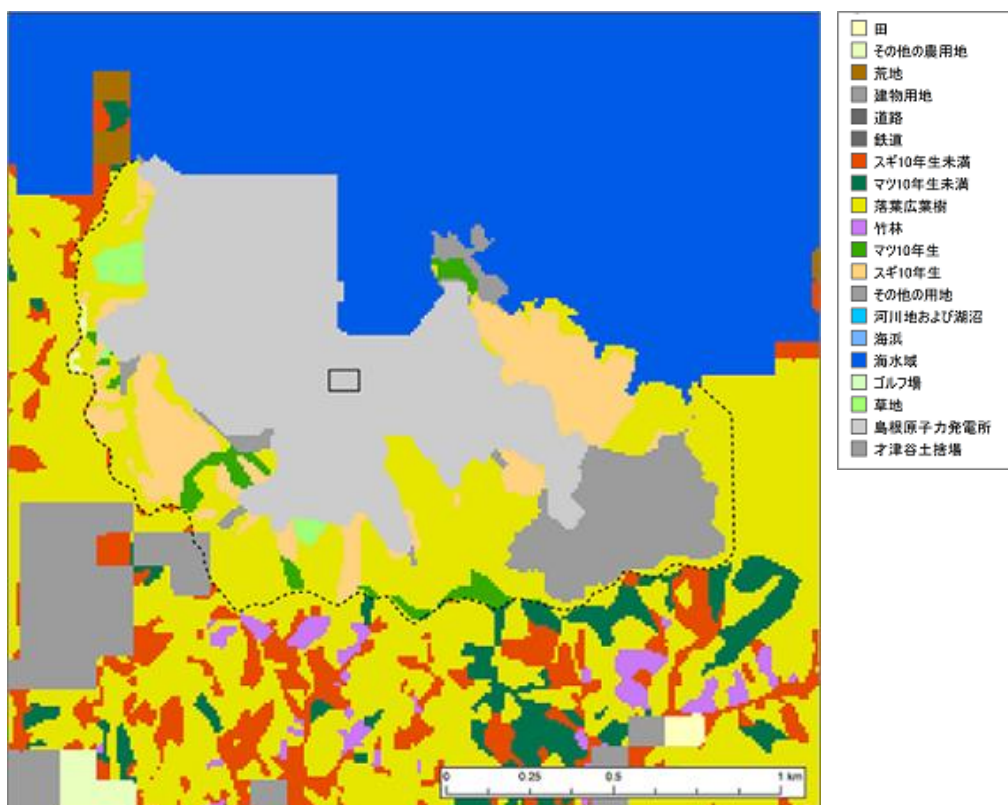 田
その他の農用地
荒地
建物用地
道路
鉄道
スギ10年生未満
マツ10年生未満
落葉広葉樹
竹林
マツ10年生
スギ10年生
その他の用地
河川地および湖沼
海浜
海水域
ゴルフ場
草地
島根原子力発電所
才津谷土捨場
0 0.25 0.5 1 km